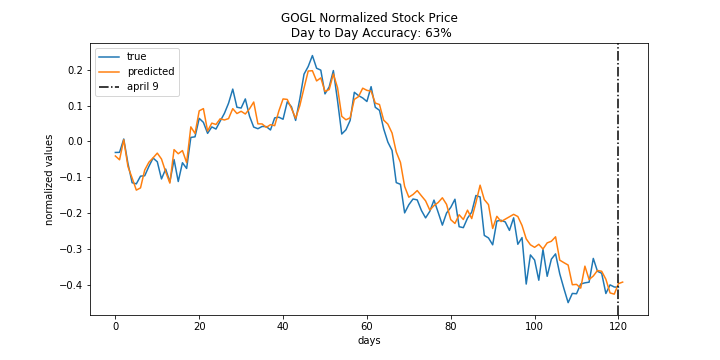 GOGL Normalized Stock Price
Day to Day Accuracy: 63%
true
predicted
april 9
normalized values
0.2
0.1
0.0
−0.1
−0.2
−0.3
−0.4
0 20 40 60 80 100 120
days